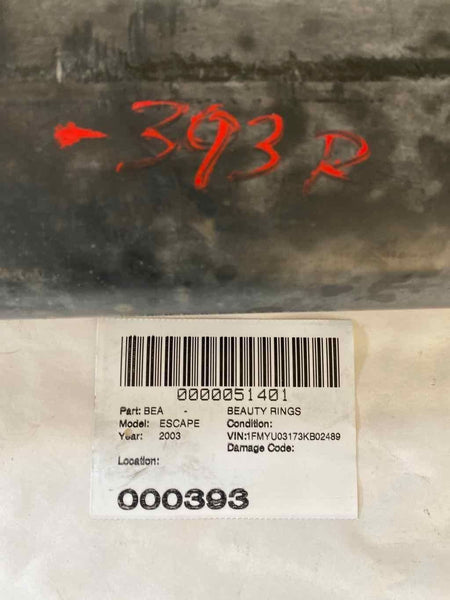 -393 R
0000051401
Part: BEA - BEAUTY RINGS
Model: ESCAPE Condition:
Year: 2003 VIN:1FMYU03173KB02489
Damage Code:
Location:
000393